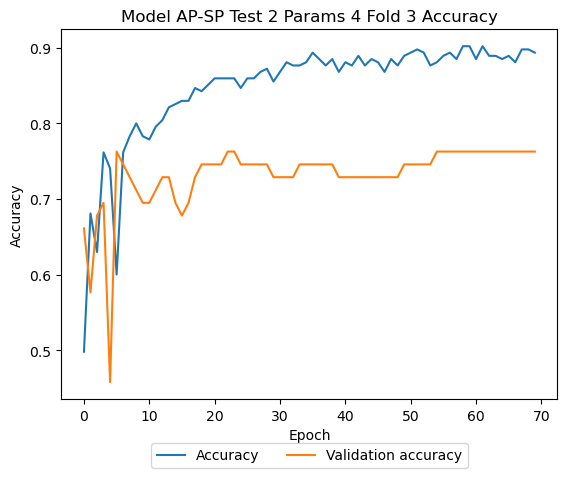 Model AP-SP Test 2 Params 4 Fold 3 Accuracy
0.9
0.8
0.7
0.6
0.5
Accuracy
0 10 20 30 40 50 60 70
Epoch
Accuracy Validation accuracy